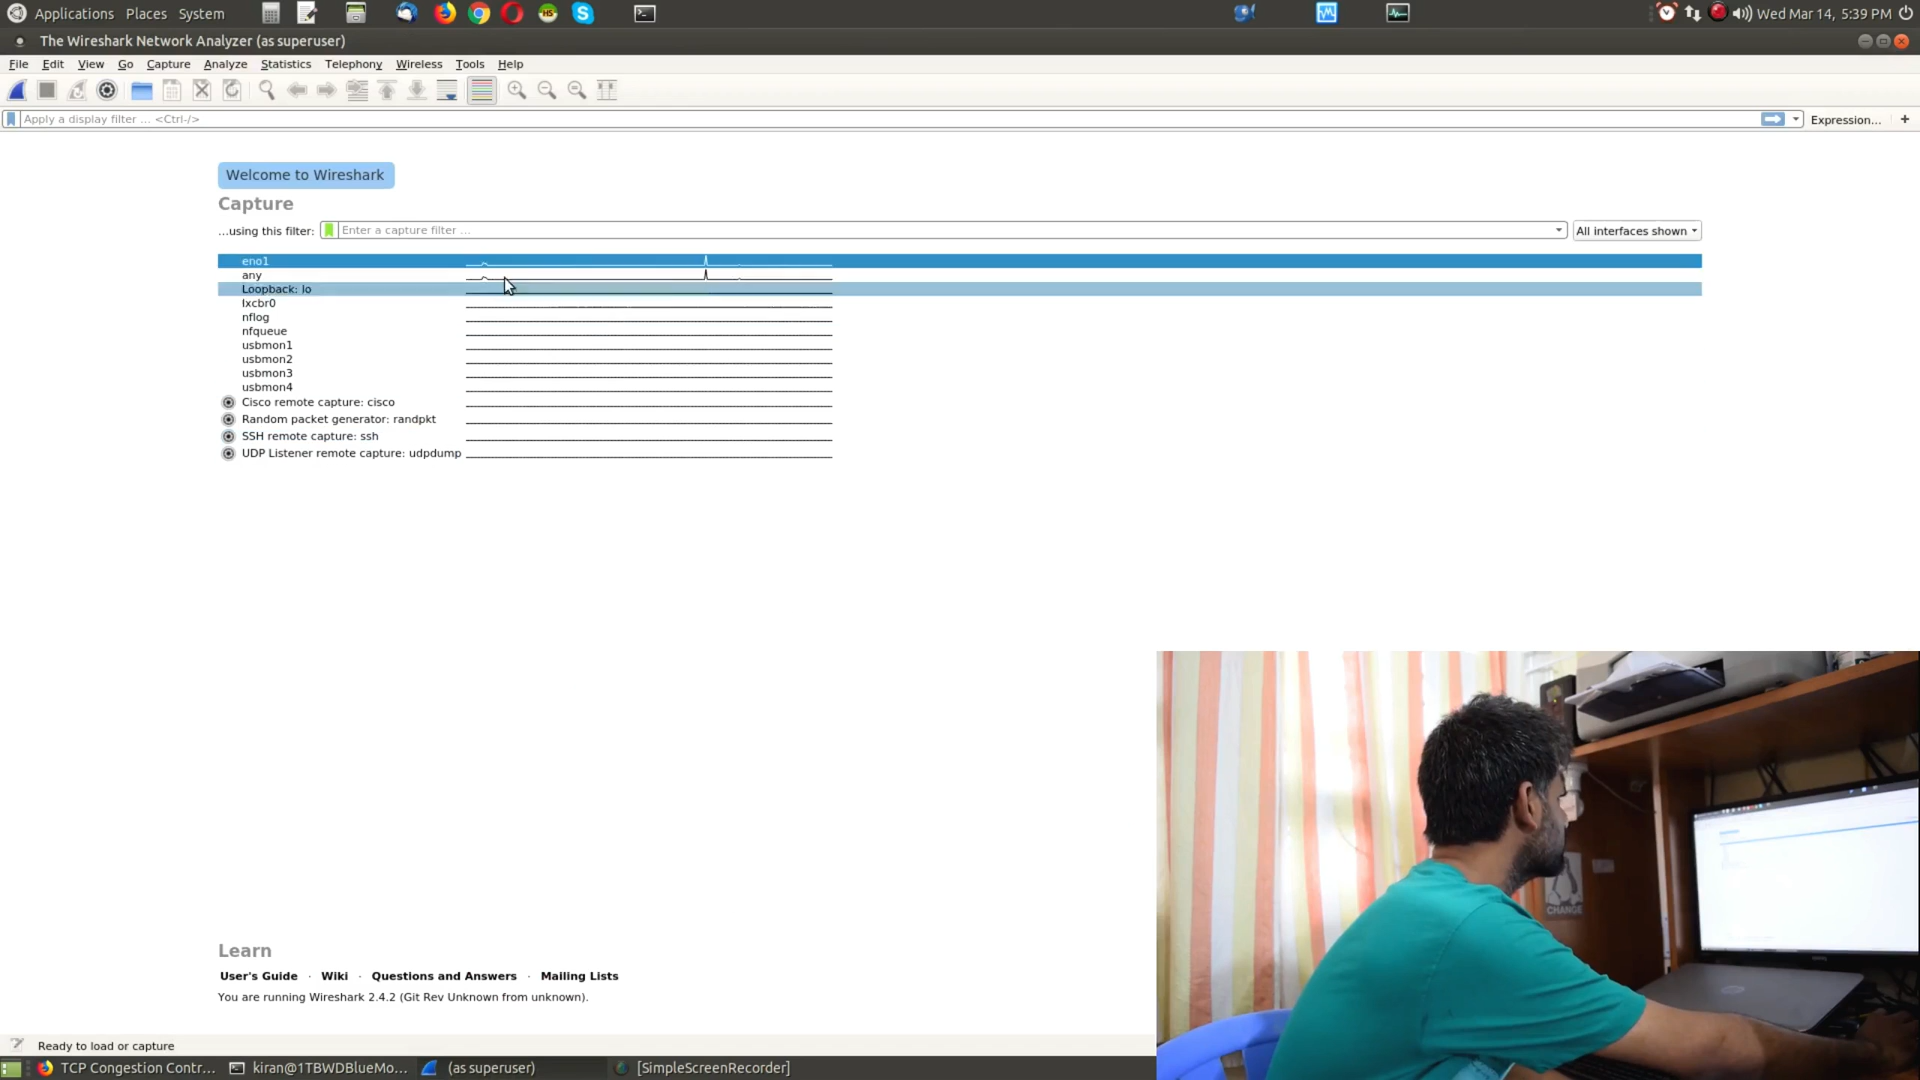 Applications Places System
Wed Mar 14, 5:39 PM
The Wireshark Network Analyzer (as superuser)
File Edit View Go Capture Analyze Statistics Telephony Wireless Tools Help
Apply a display filter ... <Ctrl-/>
Expression... +
Welcome to Wireshark
Capture
...using this filter: Enter a capture filter ... All interfaces shown
eno1
any
Loopback: lo
lxcbr0
nflog
nfqueue
usbmon1
usbmon2
usbmon3
usbmon4
Cisco remote capture: cisco
Random packet generator: randpkt
SSH remote capture: ssh
UDP Listener remote capture: udpdump
CHANGE
Learn
User's Guide · Wiki · Questions and Answers · Mailing Lists
You are running Wireshark 2.4.2 (Git Rev Unknown from unknown).
Ready to load or capture
TCP Congestion Contr... kiran@1TBWDBlueMo... (as superuser) [SimpleScreenRecorder]